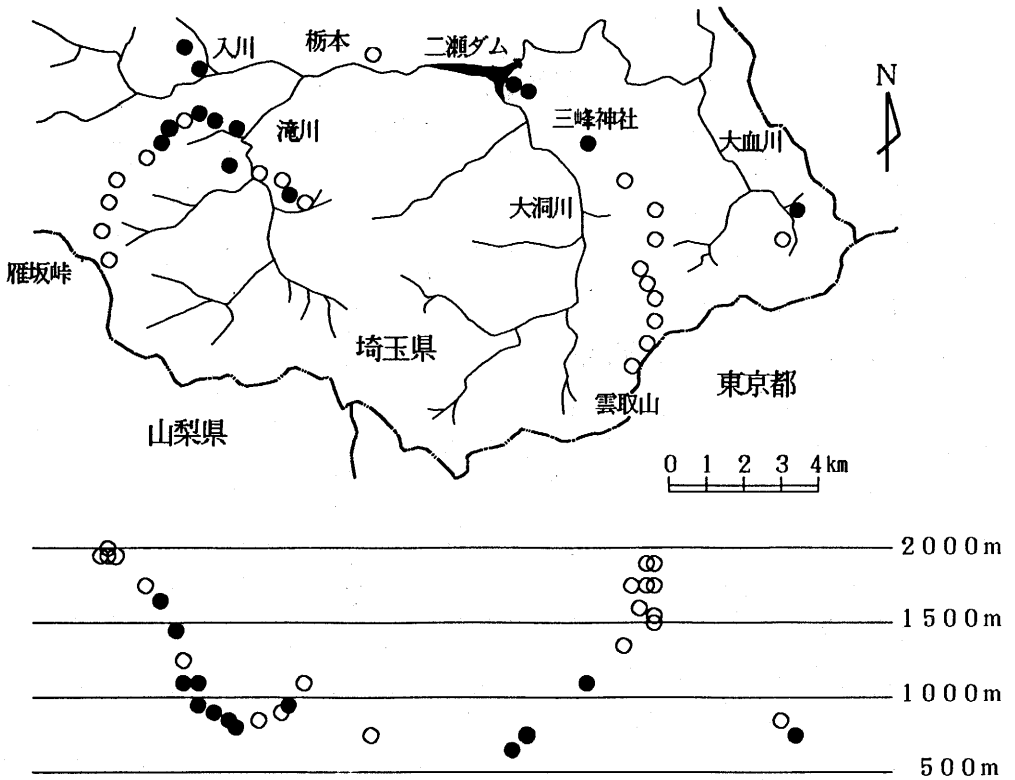 入川
栃本
二瀬ダム
N
三峰神社
滝川
大血川
大洞川
雁坂峠
埼玉県
東京都
雲取山
山梨県
0 1 2 3 4km
2000m
1500m
1000m
500m